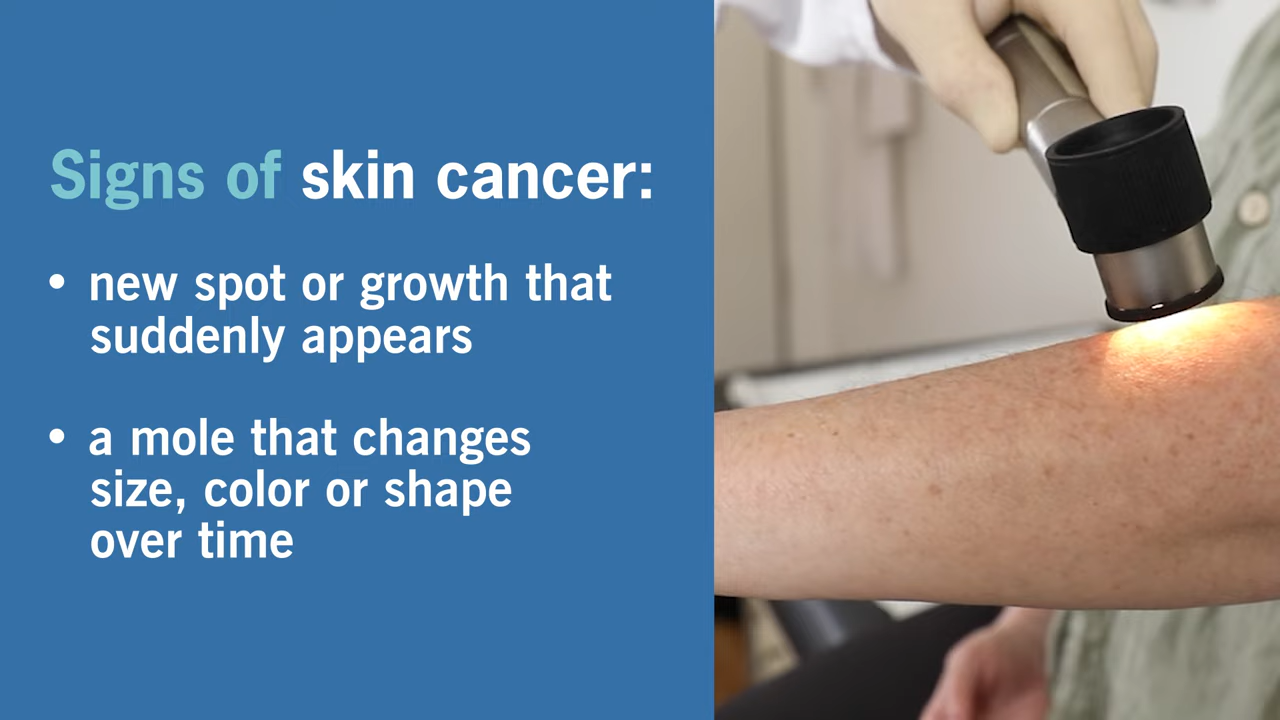 Signs of skin cancer:
• new spot or growth that
suddenly appears
• a mole that changes
size, color or shape
over time